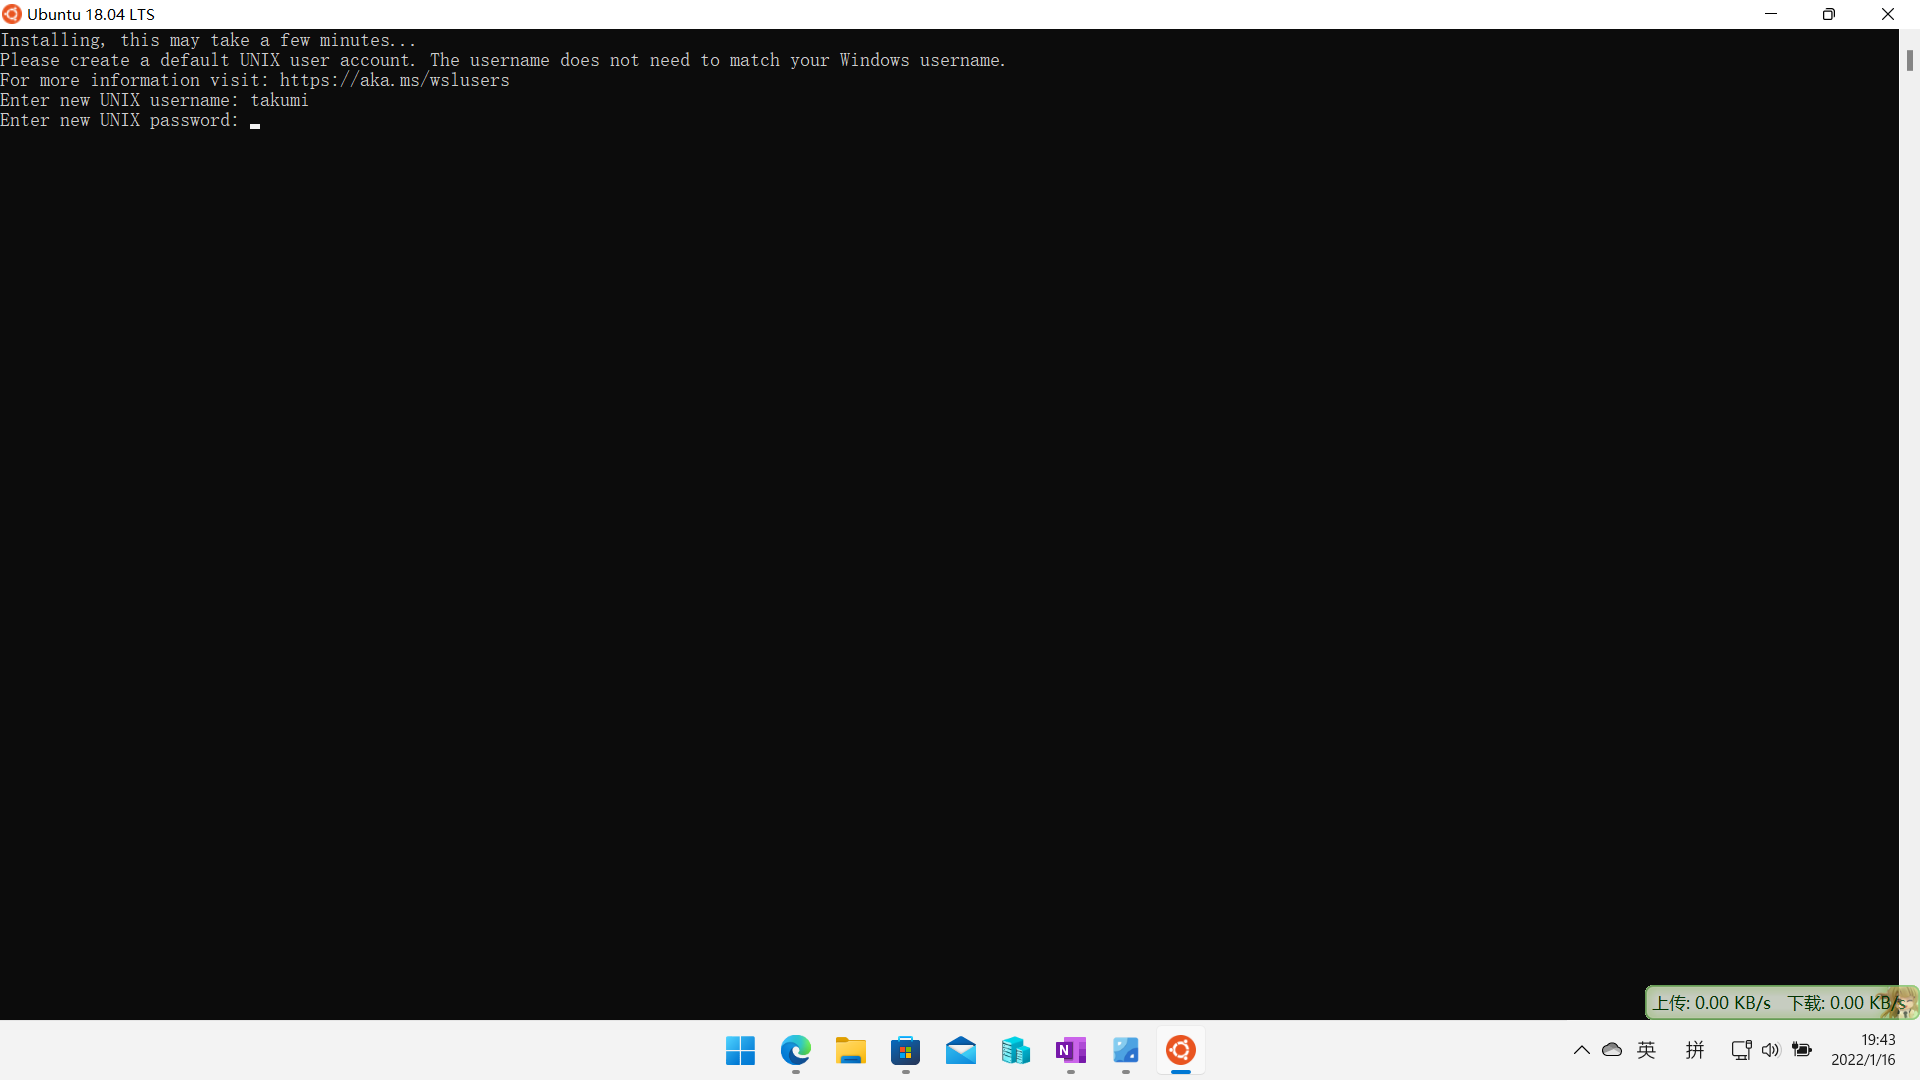 Ubuntu 18.04 LTS
Installing, this may take a few minutes...
Please create a default UNIX user account. The username does not need to match your Windows username.
For more information visit: https://aka.ms/wslusers
Enter new UNIX username: takumi
Enter new UNIX password:
上传: 0.00 KB/s 下载: 0.00 KB/s
N
英 拼
19:43
2022/1/16